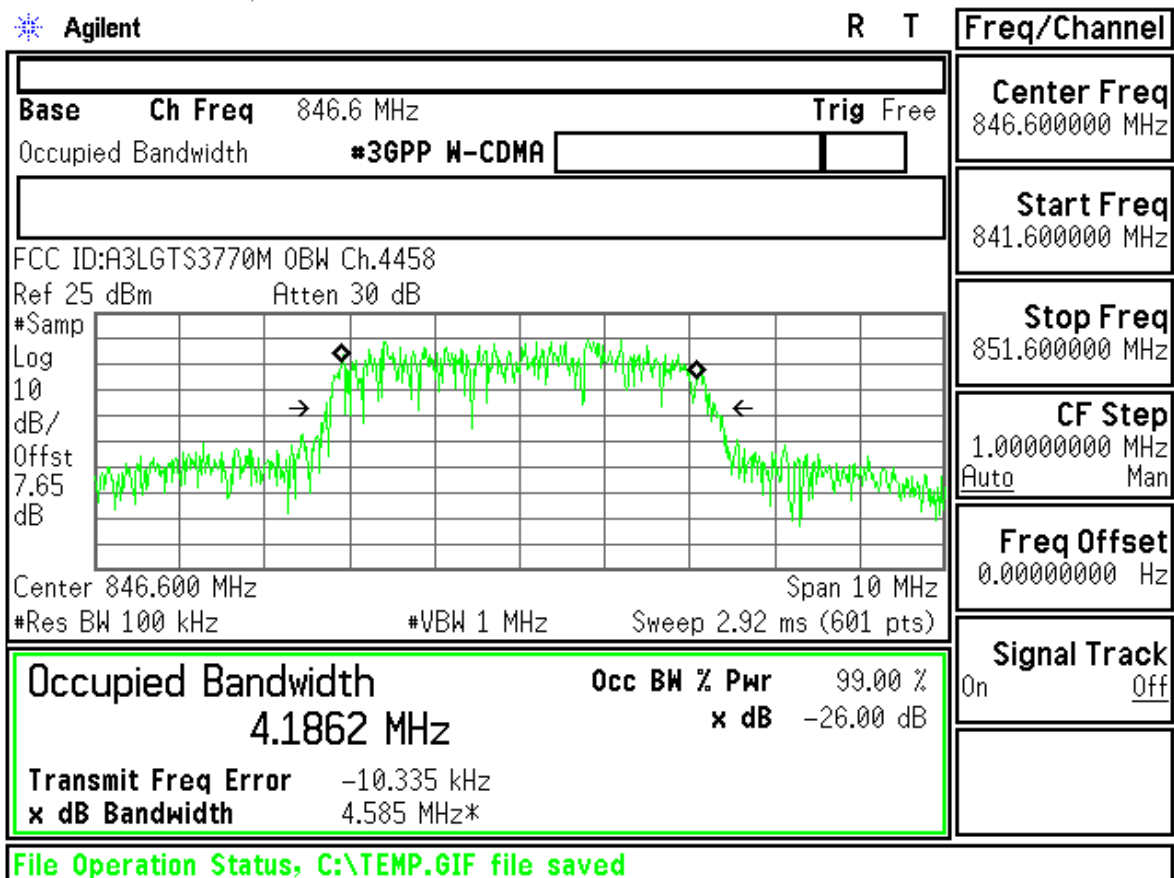 Agilent R T Freq/Channel
Base Ch Freq 846.6 MHz Trig Free
Occupied Bandwidth #3GPP W-CDMA
FCC ID:A3LGTS3770M OBW Ch.4458
Ref 25 dBm Atten 30 dB
#Samp
Log
10
dB/
Offst
7.65
dB
Center 846.600 MHz Span 10 MHz
#Res BW 100 kHz #VBW 1 MHz Sweep 2.92 ms (601 pts)
Occupied Bandwidth Occ BW % Pwr 99.00 %
4.1862 MHz x dB -26.00 dB
Transmit Freq Error -10.335 kHz
x dB Bandwidth 4.585 MHz*
Center Freq
846.600000 MHz
Start Freq
841.600000 MHz
Stop Freq
851.600000 MHz
CF Step
1.00000000 MHz
Auto Man
Freq Offset
0.00000000 Hz
Signal Track
On Off
File Operation Status, C:\TEMP.GIF file saved